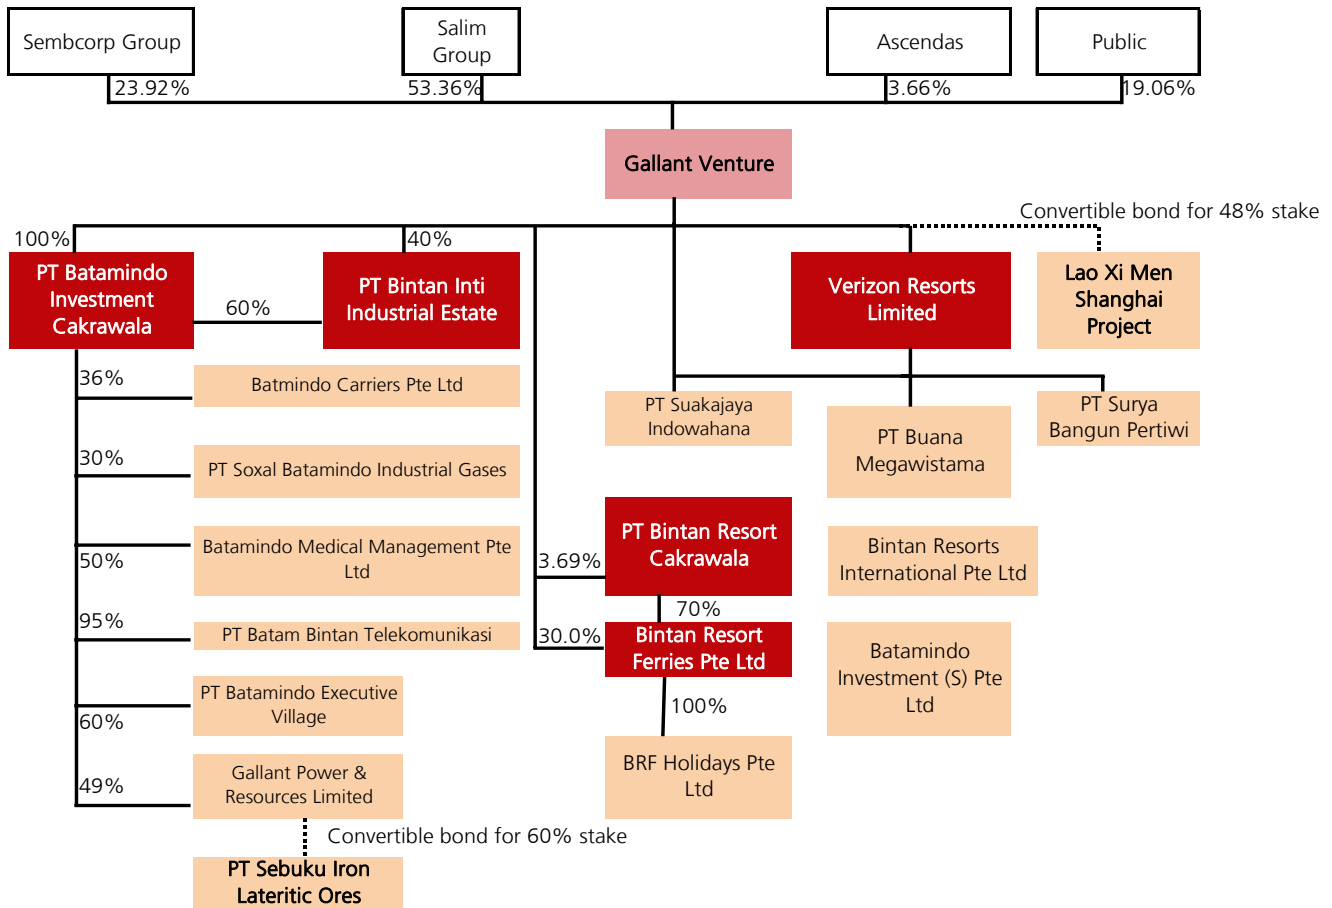 Sembcorp Group
Salim
Group
Ascendas
Public
23.92%
53.36%
3.66%
19.06%
Gallant Venture
Convertible bond for 48% stake
100%
40%
PT Batamindo
Investment
Cakrawala
60%
PT Bintan Inti
Industrial Estate
Verizon Resorts
Limited
Lao Xi Men
Shanghai
Project
36%
Batmindo Carriers Pte Ltd
PT Suakajaya
Indowahana
PT Buana
Megawistama
PT Surya
Bangun Pertiwi
30%
PT Soxal Batamindo Industrial Gases
50%
Batamindo Medical Management Pte
Ltd
3.69%
PT Bintan Resort
Cakrawala
Bintan Resorts
International Pte Ltd
70%
95%
PT Batam Bintan Telekomunikasi
30.0%
Bintan Resort
Ferries Pte Ltd
Batamindo
Investment (S) Pte
Ltd
60%
PT Batamindo Executive
Village
100%
49%
Gallant Power &
Resources Limited
BRF Holidays Pte
Ltd
Convertible bond for 60% stake
PT Sebuku Iron
Lateritic Ores